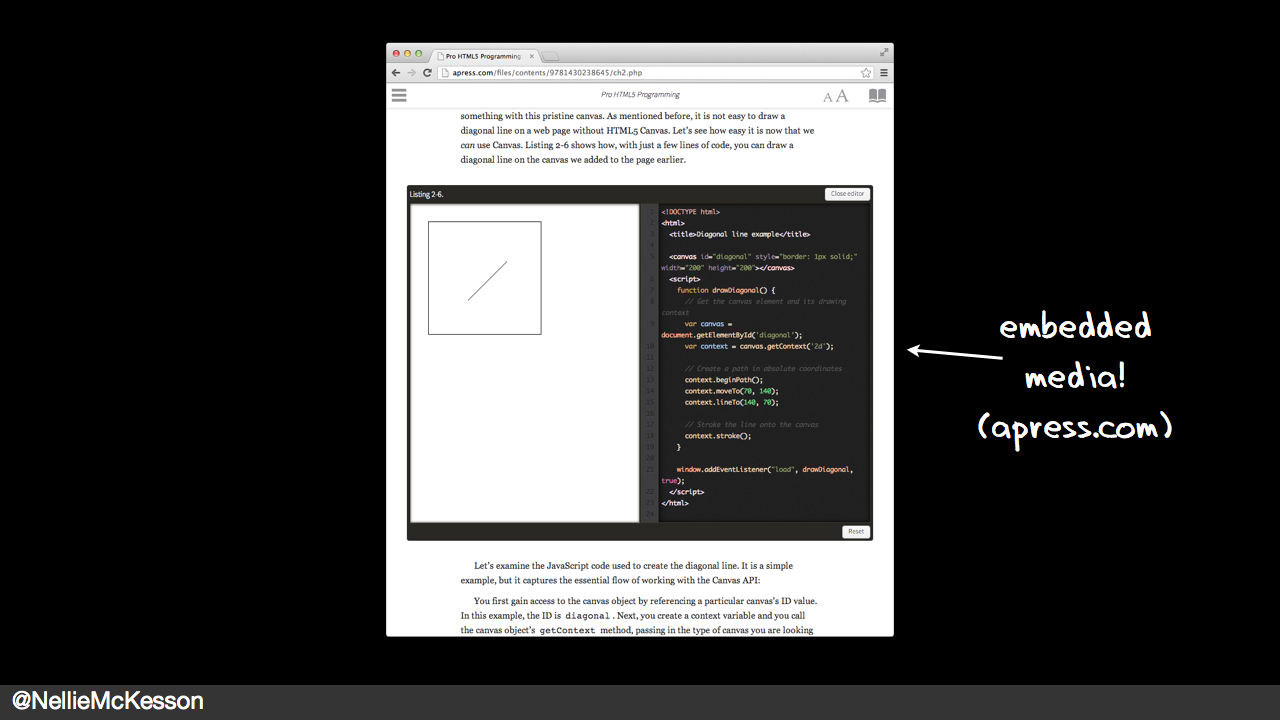 Pro HTML5 Programming
apress.com/files/contents/9781430238645/ch2.php
Pro HTML5 Programming
A A
something with this pristine canvas. As mentioned before, it is not easy to draw a
diagonal line on a web page without HTML5 Canvas. Let's see how easy it is now that we
can use Canvas. Listing 2-6 shows how, with just a few lines of code, you can draw a
diagonal line on the canvas we added to the page earlier.
Listing 2-6.
Close editor
1 <!DOCTYPE html>
2 <html>
3 <title>Diagonal line example</title>
4
5 <canvas id="diagonal" style="border: 1px solid;"
width="200" height="200"></canvas>
6 <script>
7 function drawDiagonal() {
8 // Get the canvas element and its drawing
context
9 var canvas =
document.getElementById('diagonal');
10 var context = canvas.getContext('2d');
11
12 // Create a path in absolute coordinates
13 context.beginPath();
14 context.moveTo(70, 140);
15 context.lineTo(140, 70);
16
17 // Stroke the line onto the canvas
18 context.stroke();
19 }
20
21 window.addEventListener("load", drawDiagonal,
true);
22 </script>
23 </html>
24
Reset
Let's examine the JavaScript code used to create the diagonal line. It is a simple
example, but it captures the essential flow of working with the Canvas API:
You first gain access to the canvas object by referencing a particular canvas's ID value.
In this example, the ID is diagonal . Next, you create a context variable and you call
the canvas object's getContext method, passing in the type of canvas you are looking
embedded
media!
(apress.com)
@NellieMcKesson